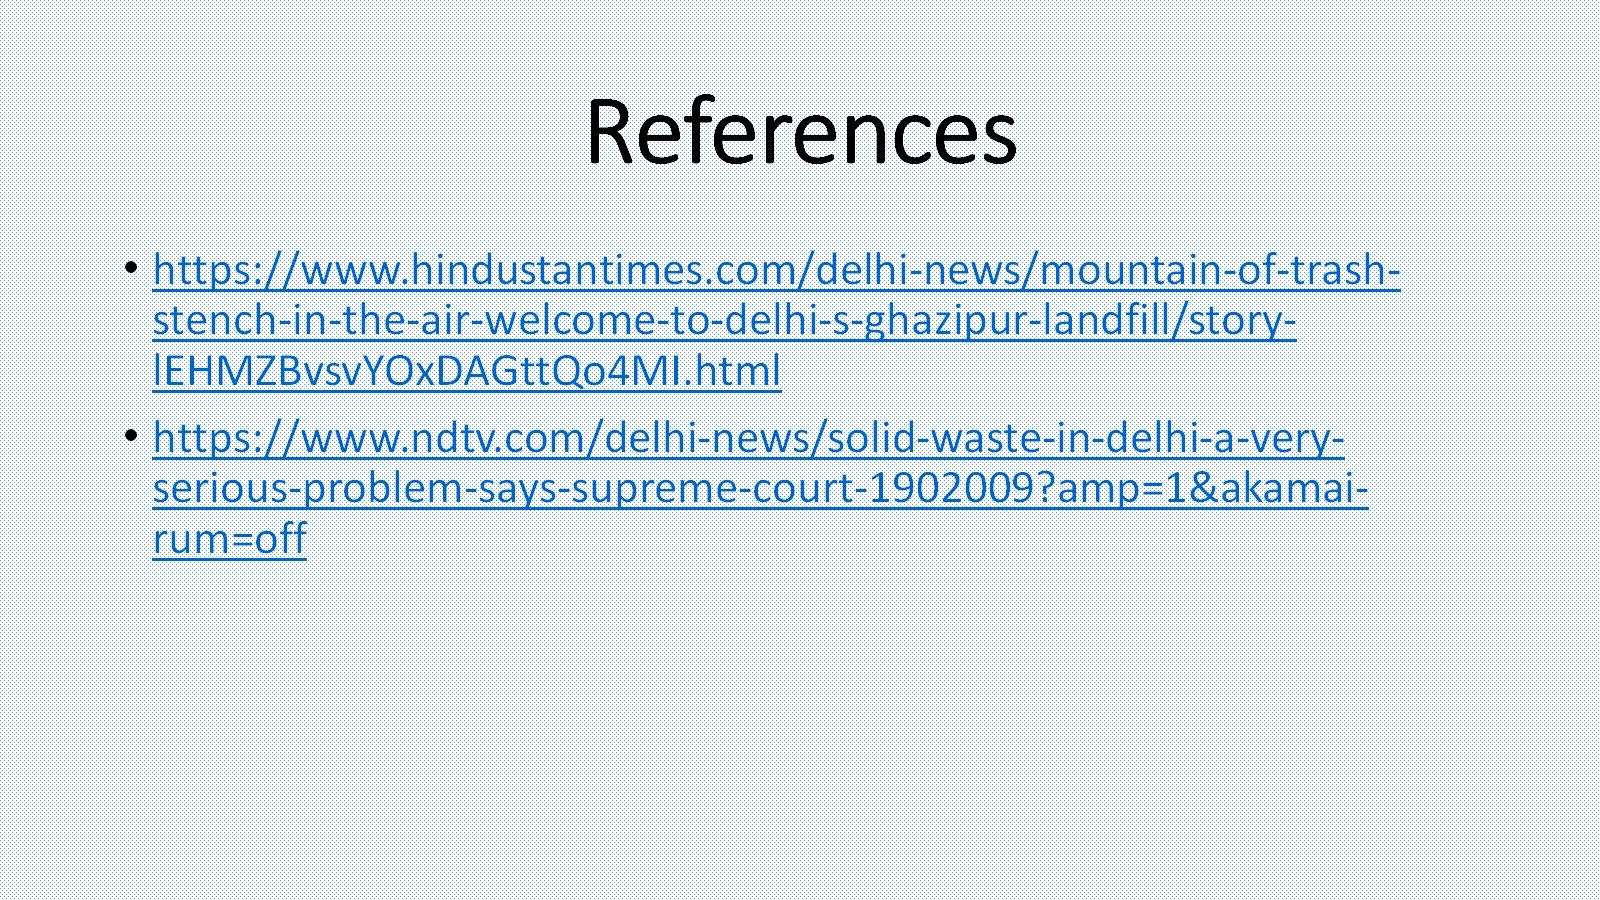 References
• https://www.hindustantimes.com/delhi-news/mountain-of-trash-
stench-in-the-air-welcome-to-delhi-s-ghazipur-landfill/story-
lEHMZBvsvYOxDAGttQo4MI.html
• https://www.ndtv.com/delhi-news/solid-waste-in-delhi-a-very-
serious-problem-says-supreme-court-1902009?amp=1&akamai-
rum=off